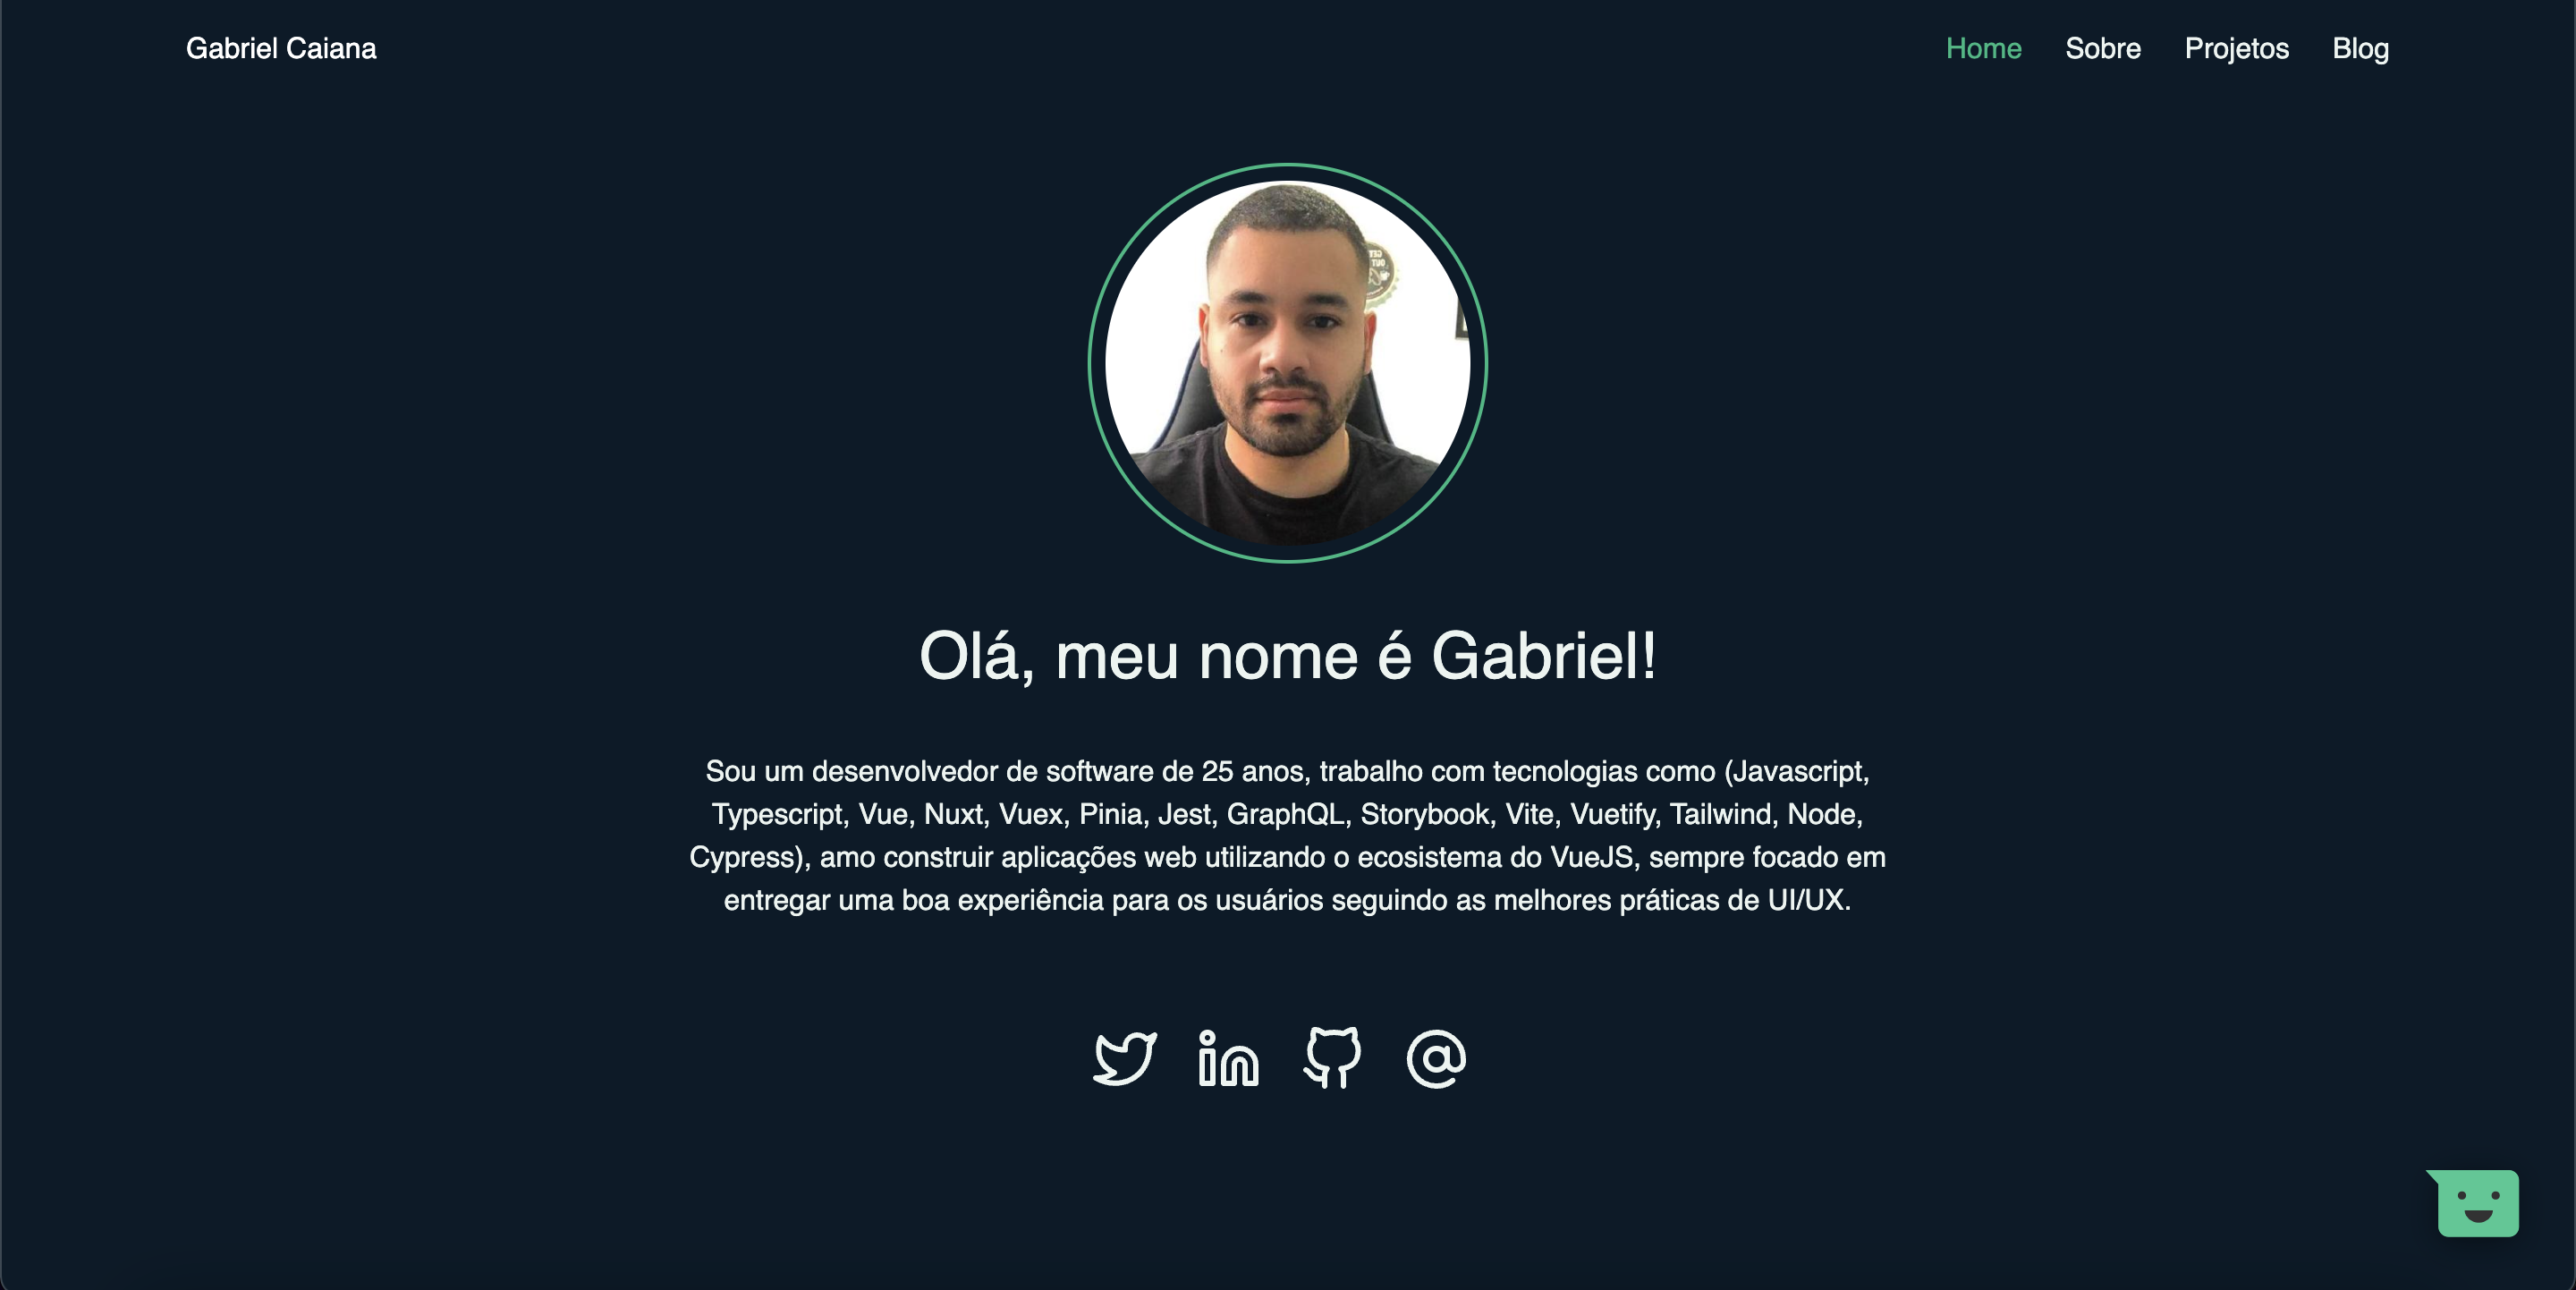 Gabriel Caiana
Home Sobre Projetos Blog
Olá, meu nome é Gabriel!
Sou um desenvolvedor de software de 25 anos, trabalho com tecnologias como (Javascript,
Typescript, Vue, Nuxt, Vuex, Pinia, Jest, GraphQL, Storybook, Vite, Vuetify, Tailwind, Node,
Cypress), amo construir aplicações web utilizando o ecosistema do VueJS, sempre focado em
entregar uma boa experiência para os usuários seguindo as melhores práticas de UI/UX.